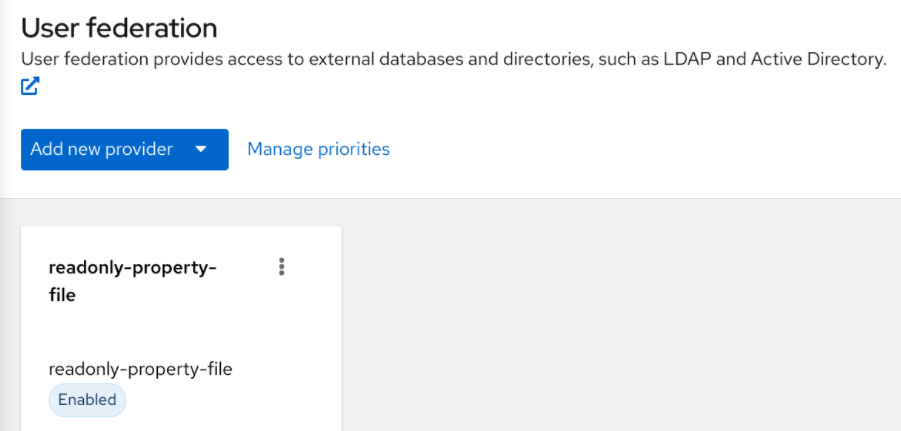 User federation
User federation provides access to external databases and directories, such as LDAP and Active Directory.
Add new provider
Manage priorities
readonly-property-
file
readonly-property-file
Enabled